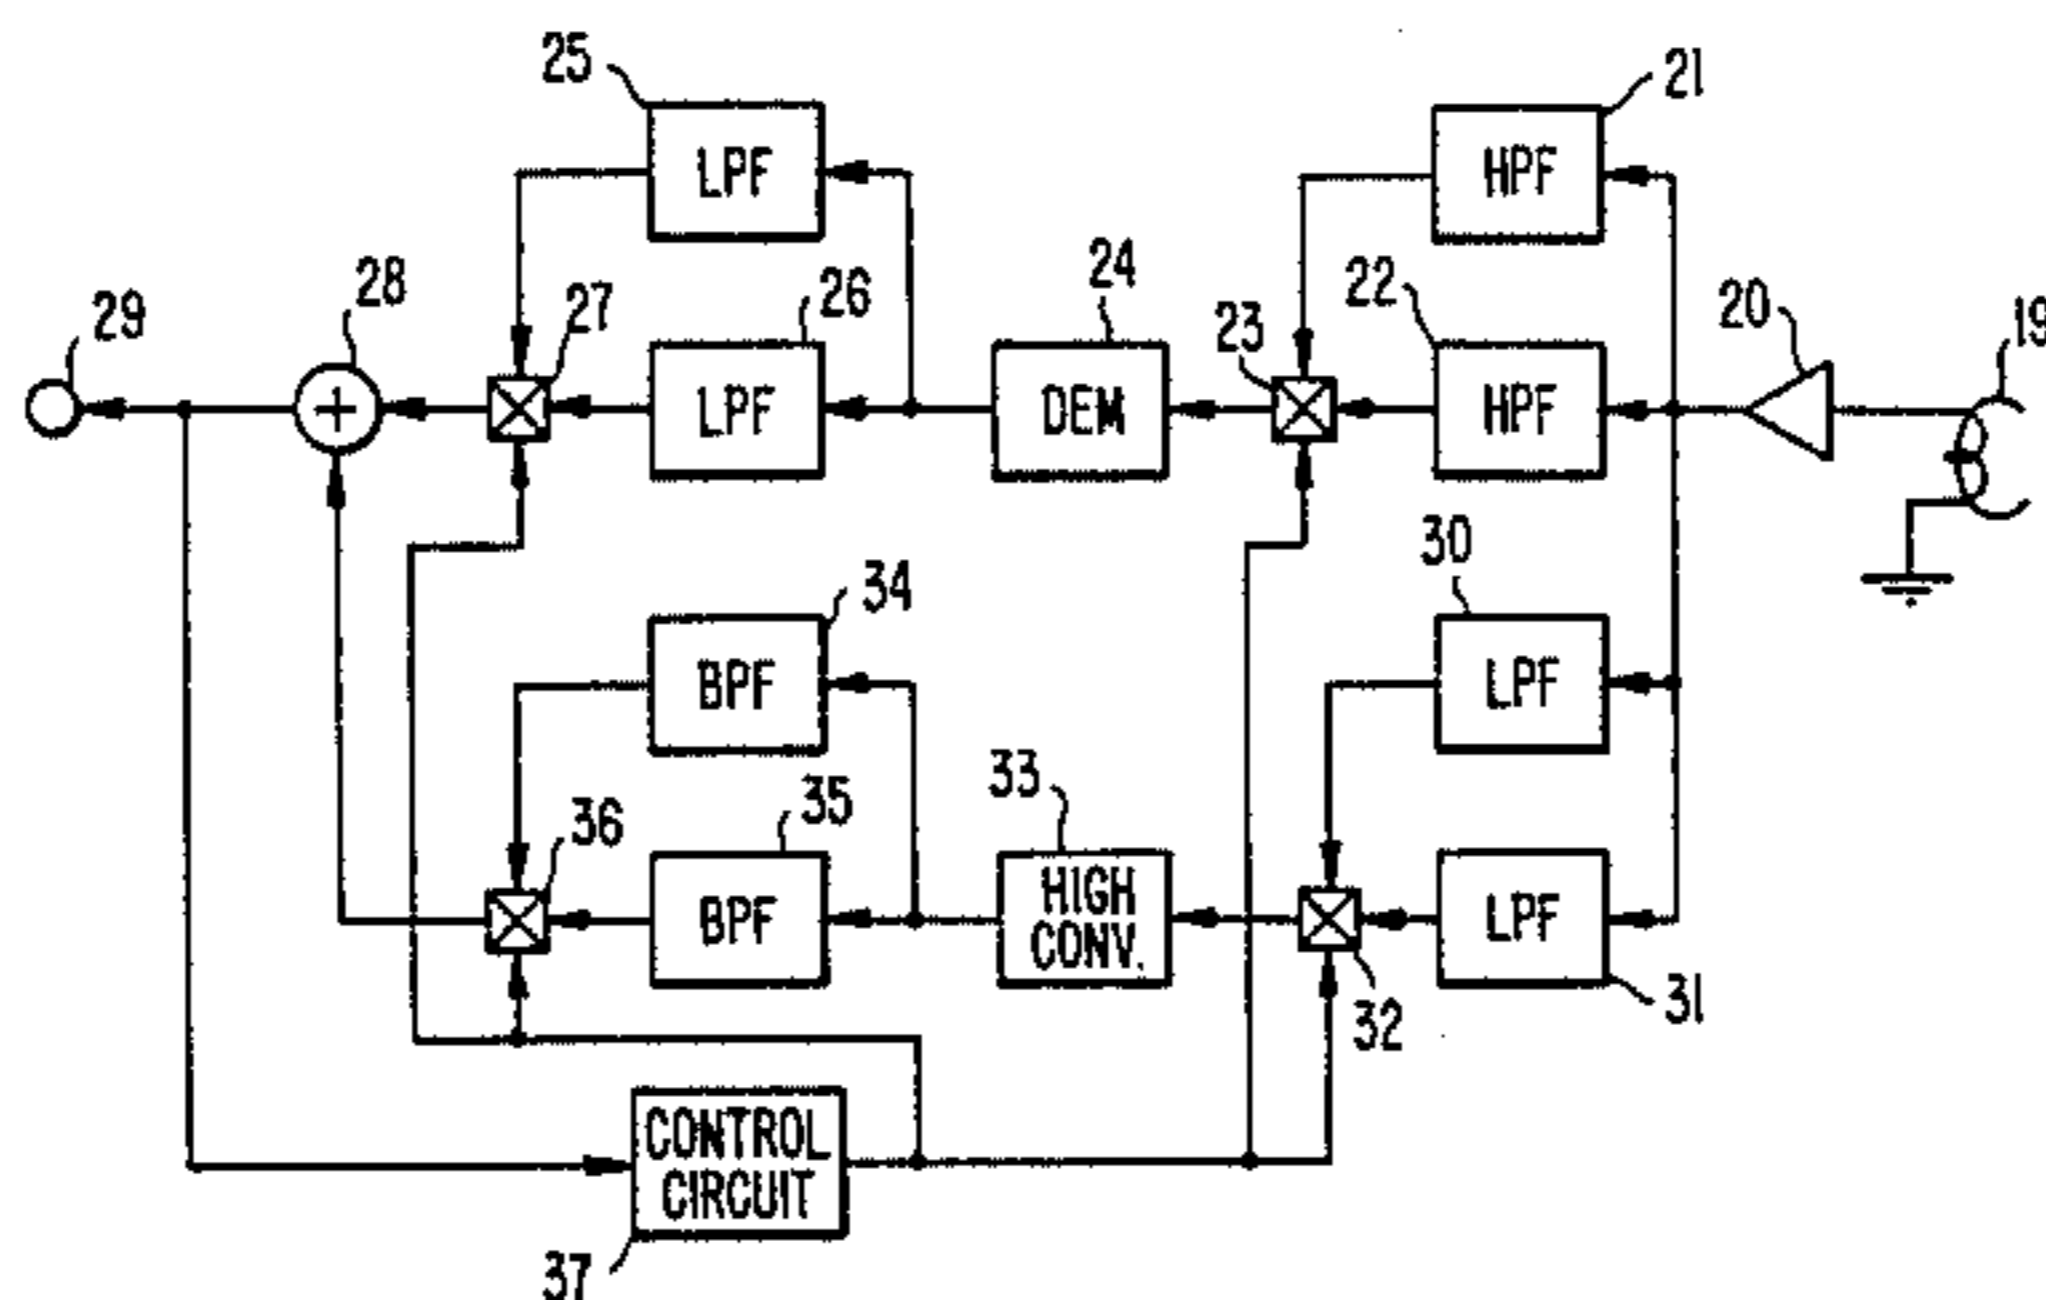 25
LPF
21
HPF
29
28
27
26
LPF
24
DEM
23
22
HPF
20
19
34
BPF
30
LPF
36
35
BPF
33
HIGH
CONV.
32
LPF
31
CONTROL
CIRCUIT
37